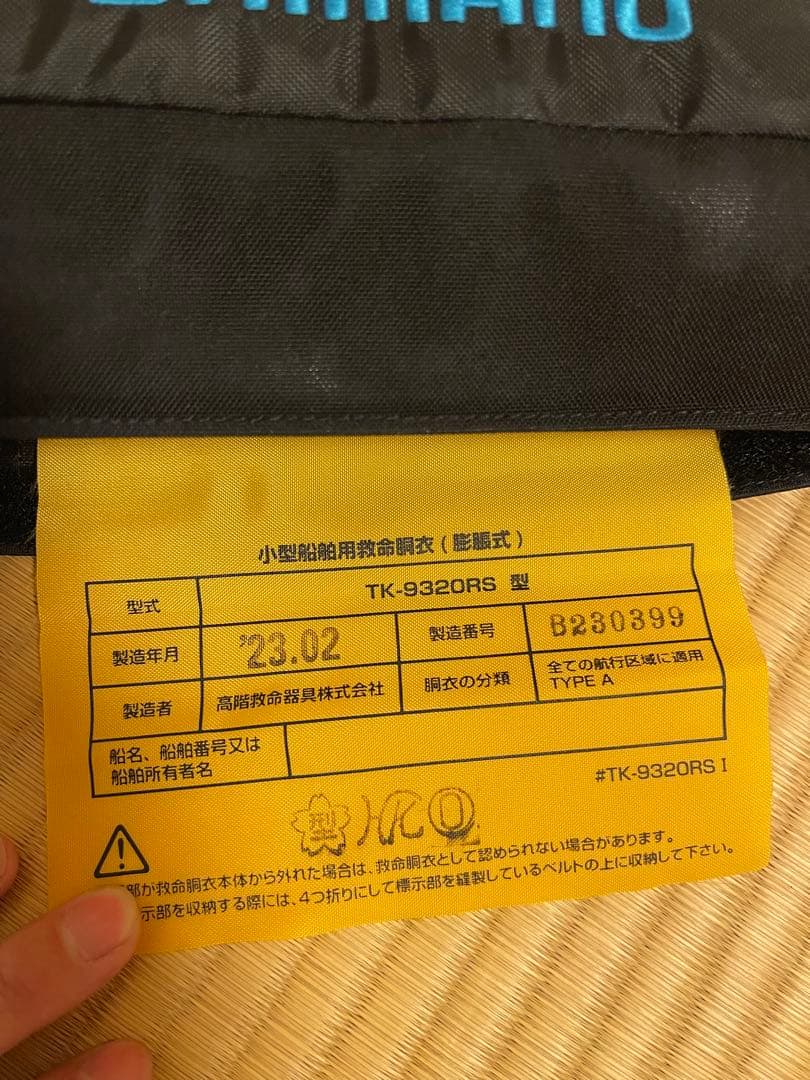 SHIMANO
小型船舶用救命胴衣(膨脹式)
型式 TK-9320RS 型
製造年月 '23.02 製造番号 B230399
製造者 高階救命器具株式会社 胴衣の分類 全ての航行区域に適用 TYPE A
船名、船舶番号又は
船舶所有者名
#TK-9320RS I
型
部が救命胴衣本体から外れた場合は、救命胴衣として認められない場合があります。
示部を収納する際には、4つ折りにして標示部を縫製しているベルトの上に収納して下さい。